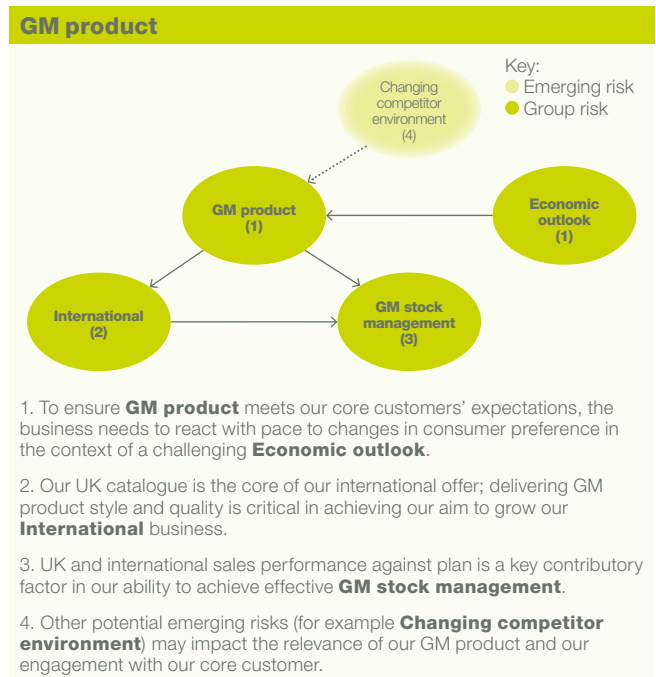 GM product
Key:
Emerging risk
Group risk
Changing
competitor
environment
(4)
GM product
(1)
Economic
outlook
(1)
International
(2)
GM stock
management
(3)
1. To ensure GM product meets our core customers’ expectations, the
business needs to react with pace to changes in consumer preference in
the context of a challenging Economic outlook.
2. Our UK catalogue is the core of our international offer; delivering GM
product style and quality is critical in achieving our aim to grow our
International business.
3. UK and international sales performance against plan is a key contributory
factor in our ability to achieve effective GM stock management.
4. Other potential emerging risks (for example Changing competitor
environment) may impact the relevance of our GM product and our
engagement with our core customer.